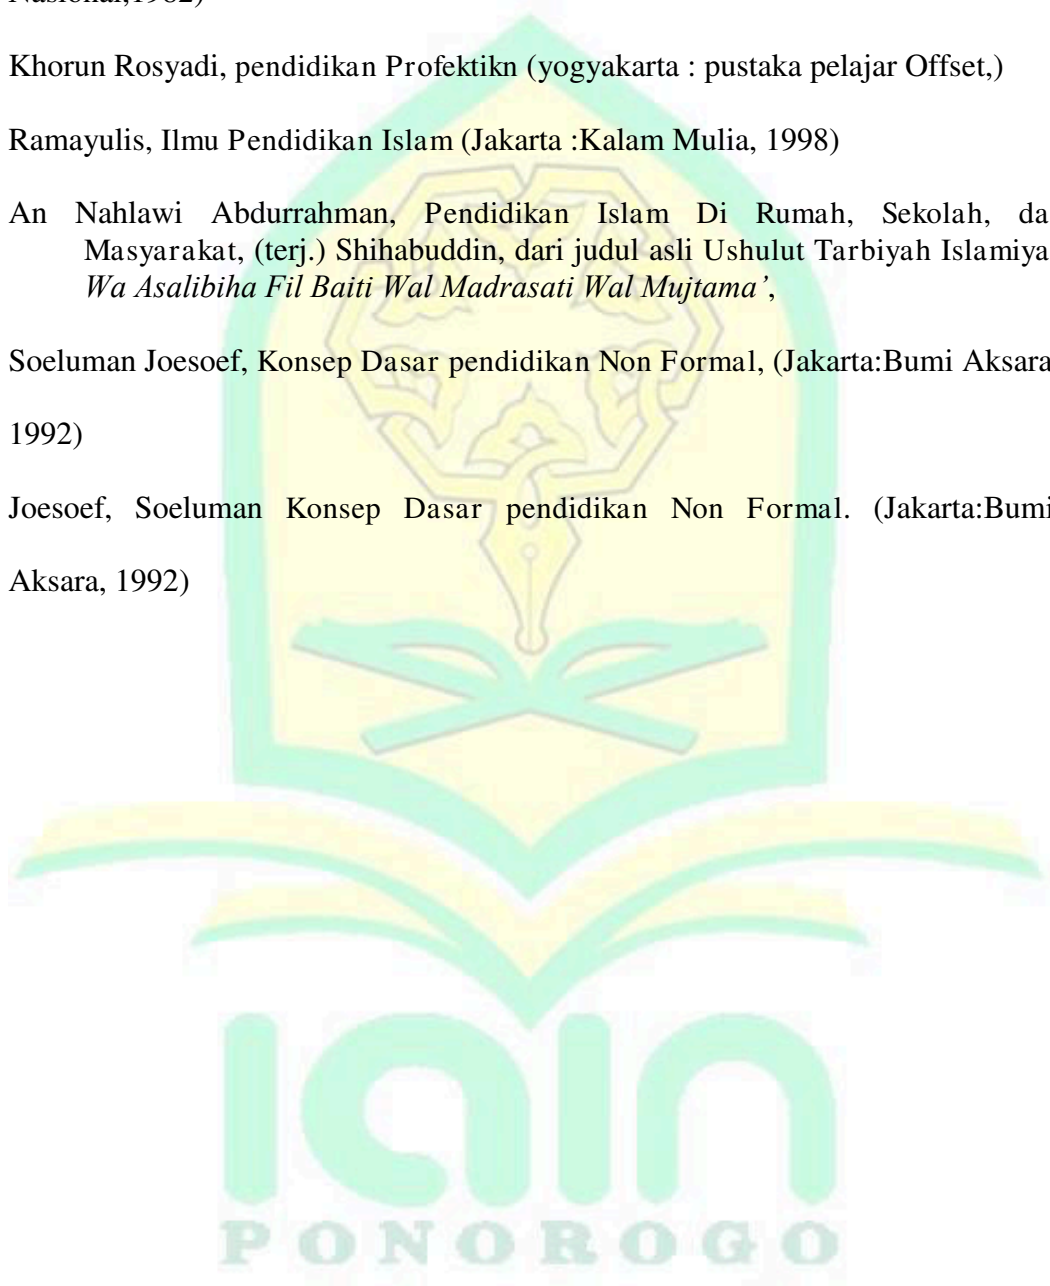 Nasional,1982)
Khorun Rosyadi, pendidikan Profektikn (yogyakarta : pustaka pelajar Offset,)
Ramayulis, Ilmu Pendidikan Islam (Jakarta :Kalam Mulia, 1998)
An Nahlawi Abdurrahman, Pendidikan Islam Di Rumah, Sekolah, da
Masyarakat, (terj.) Shihabuddin, dari judul asli Ushulut Tarbiyah Islamiya
Wa Asalibiha Fil Baiti Wal Madrasati Wal Mujtama’,
Soeluman Joesoef, Konsep Dasar pendidikan Non Formal, (Jakarta:Bumi Aksara
1992)
Joesoef, Soeluman Konsep Dasar pendidikan Non Formal. (Jakarta:Bumi
Aksara, 1992)
iain
PONOROGO